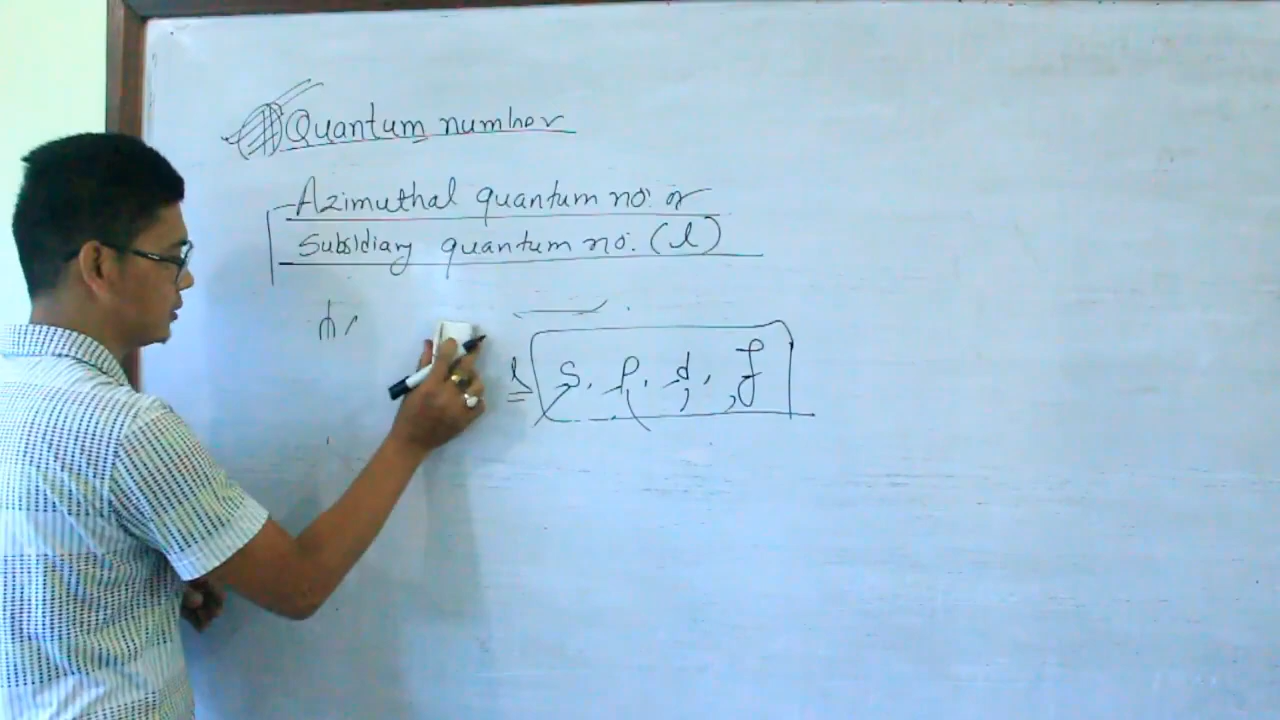 Quantum number
Azimuthal quantum no. or
Subsidiary quantum no. (l)
l s, p, d, f